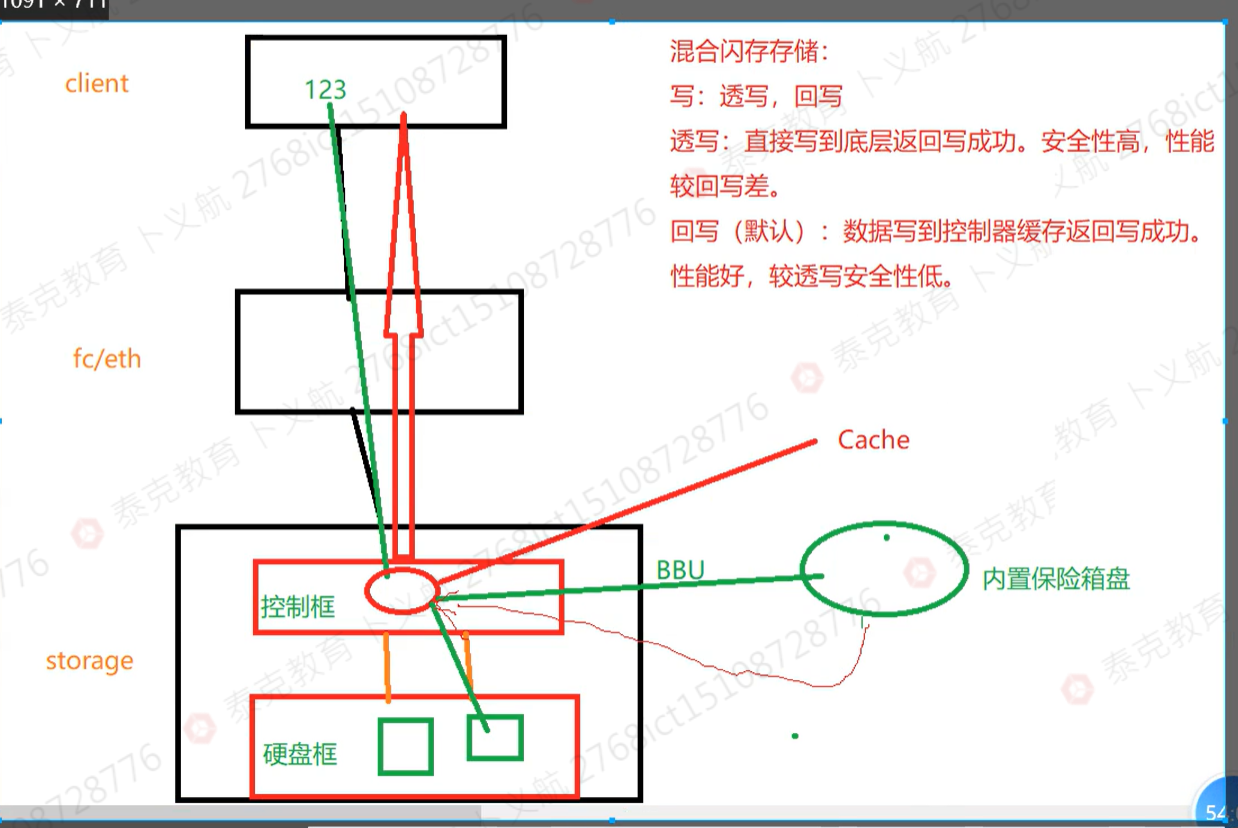 1091 × 711
client
123
混合闪存存储：
写：透写，回写
透写：直接写到底层返回写成功。安全性高，性能
较回写差。
回写（默认）：数据写到控制器缓存返回写成功。
性能好，较透写安全性低。
fc/eth
Cache
BBU
内置保险箱盘
控制框
storage
硬盘框
54
泰克教育 卜义航 2768ict15108728776